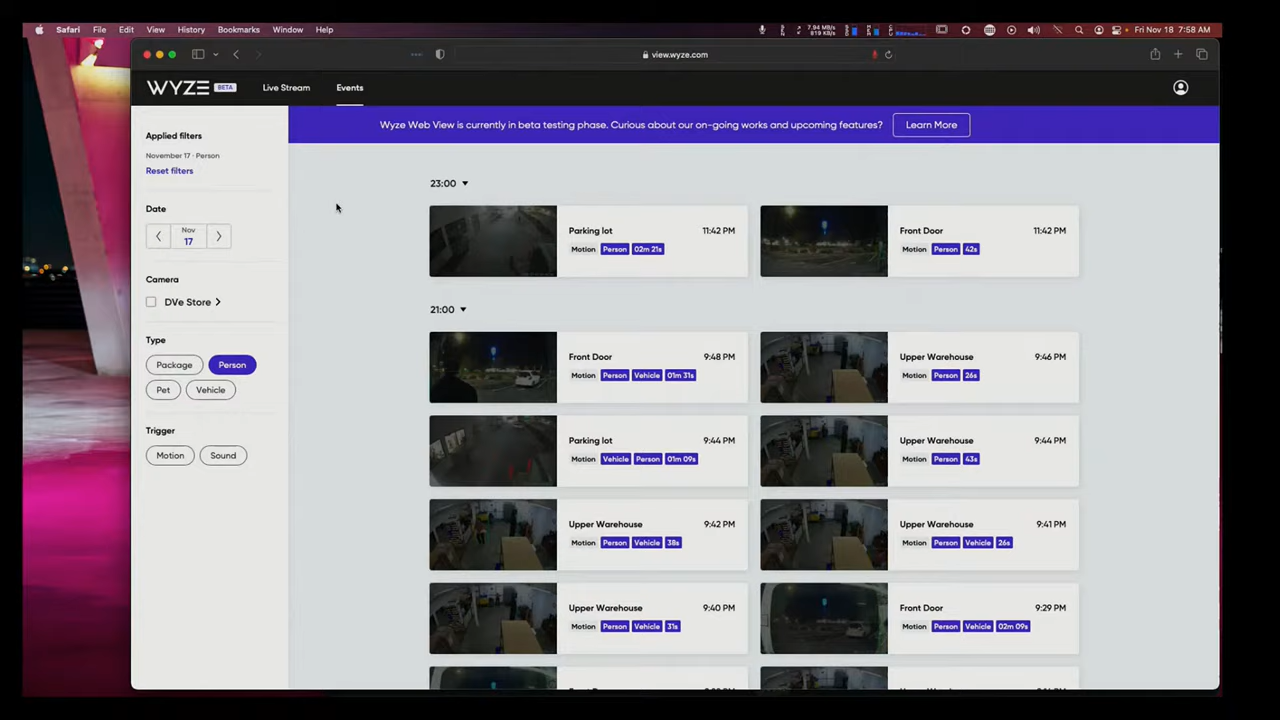 Safari File Edit View History Bookmarks Window Help
7.94 MB/s
819 KB/s
Fri Nov 18 7:58 AM
view.wyze.com
WYZE BETA Live Stream Events
Wyze Web View is currently in beta testing phase. Curious about our on-going works and upcoming features? Learn More
Applied filters
November 17 · Person
Reset filters
Date
Nov
17
Camera
DVe Store
Type
Package Person
Pet Vehicle
Trigger
Motion Sound
23:00
Parking lot 11:42 PM
Motion Person 02m 21s
Front Door 11:42 PM
Motion Person 42s
21:00
Front Door 9:48 PM
Motion Person Vehicle 01m 31s
Upper Warehouse 9:46 PM
Motion Person 26s
Parking lot 9:44 PM
Motion Vehicle Person 01m 09s
Upper Warehouse 9:44 PM
Motion Person 43s
Upper Warehouse 9:42 PM
Motion Person Vehicle 38s
Upper Warehouse 9:41 PM
Motion Person Vehicle 26s
Upper Warehouse 9:40 PM
Motion Person Vehicle 31s
Front Door 9:29 PM
Motion Person Vehicle 02m 09s